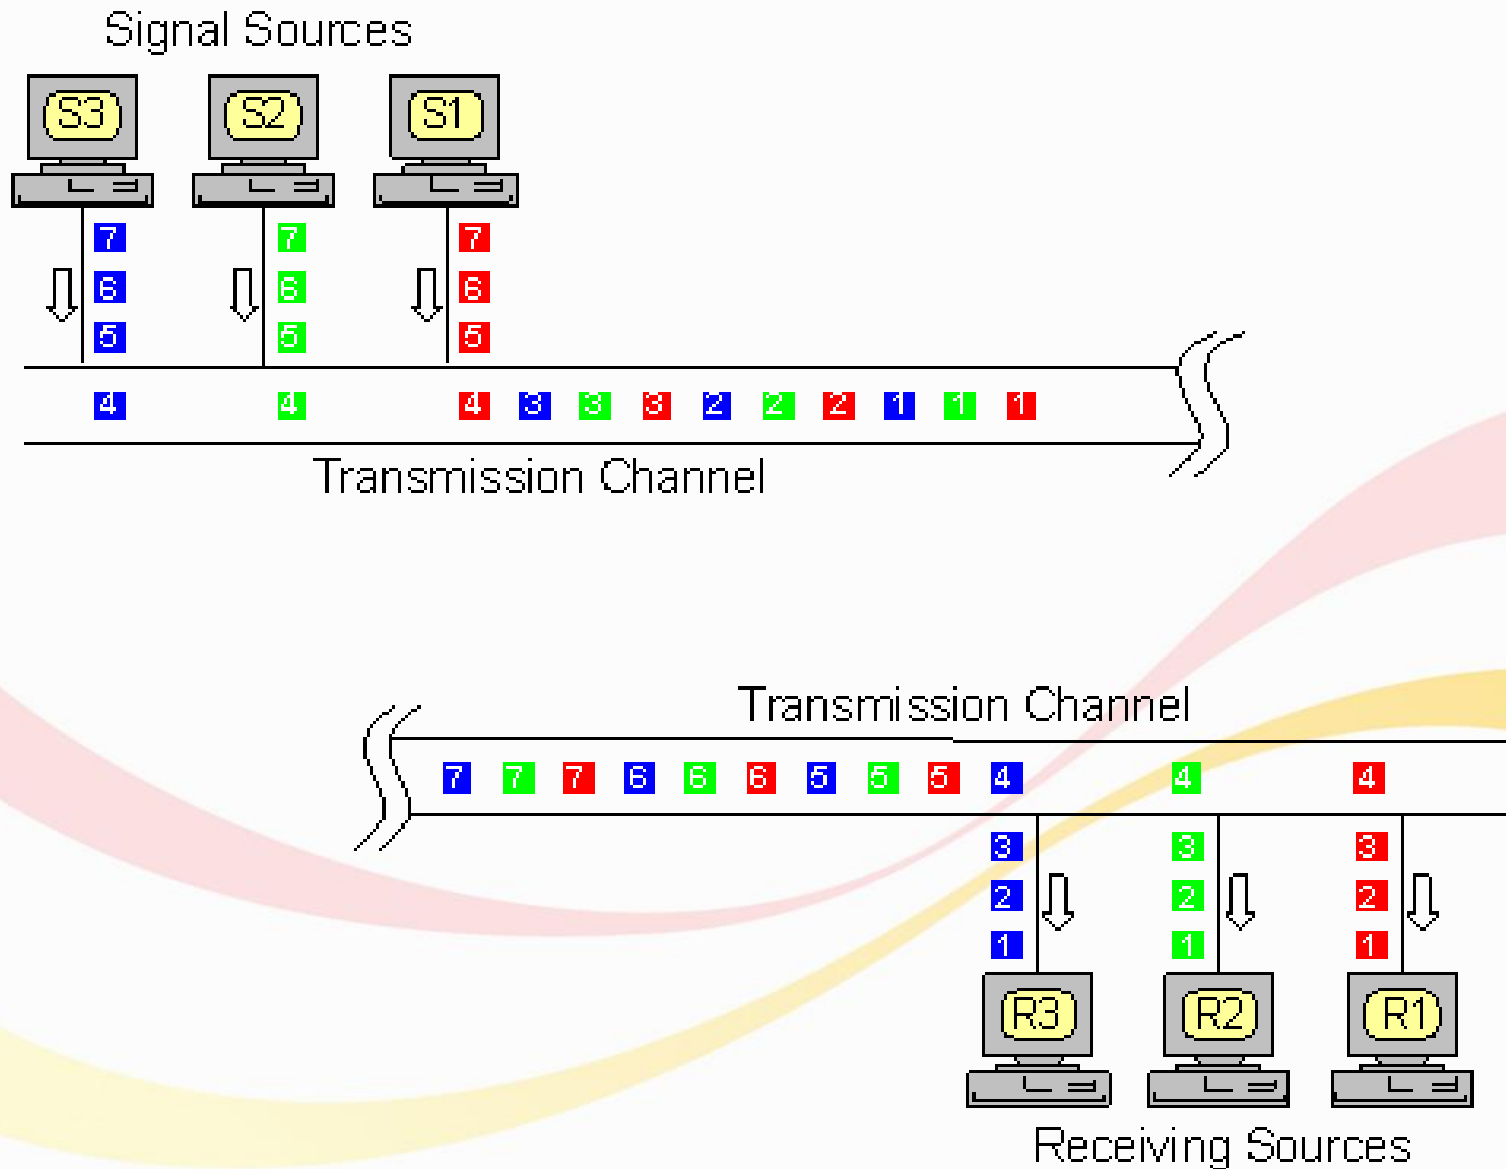 Signal Sources
S3 S2 S1
7 7 7
6 6 6
5 5 5
4 4 4 3 3 3 2 2 2 1 1 1
Transmission Channel
Transmission Channel
7 7 7 6 6 6 5 5 5 4 4 4
3 3 3
2 2 2
1 1 1
R3 R2 R1
Receiving Sources